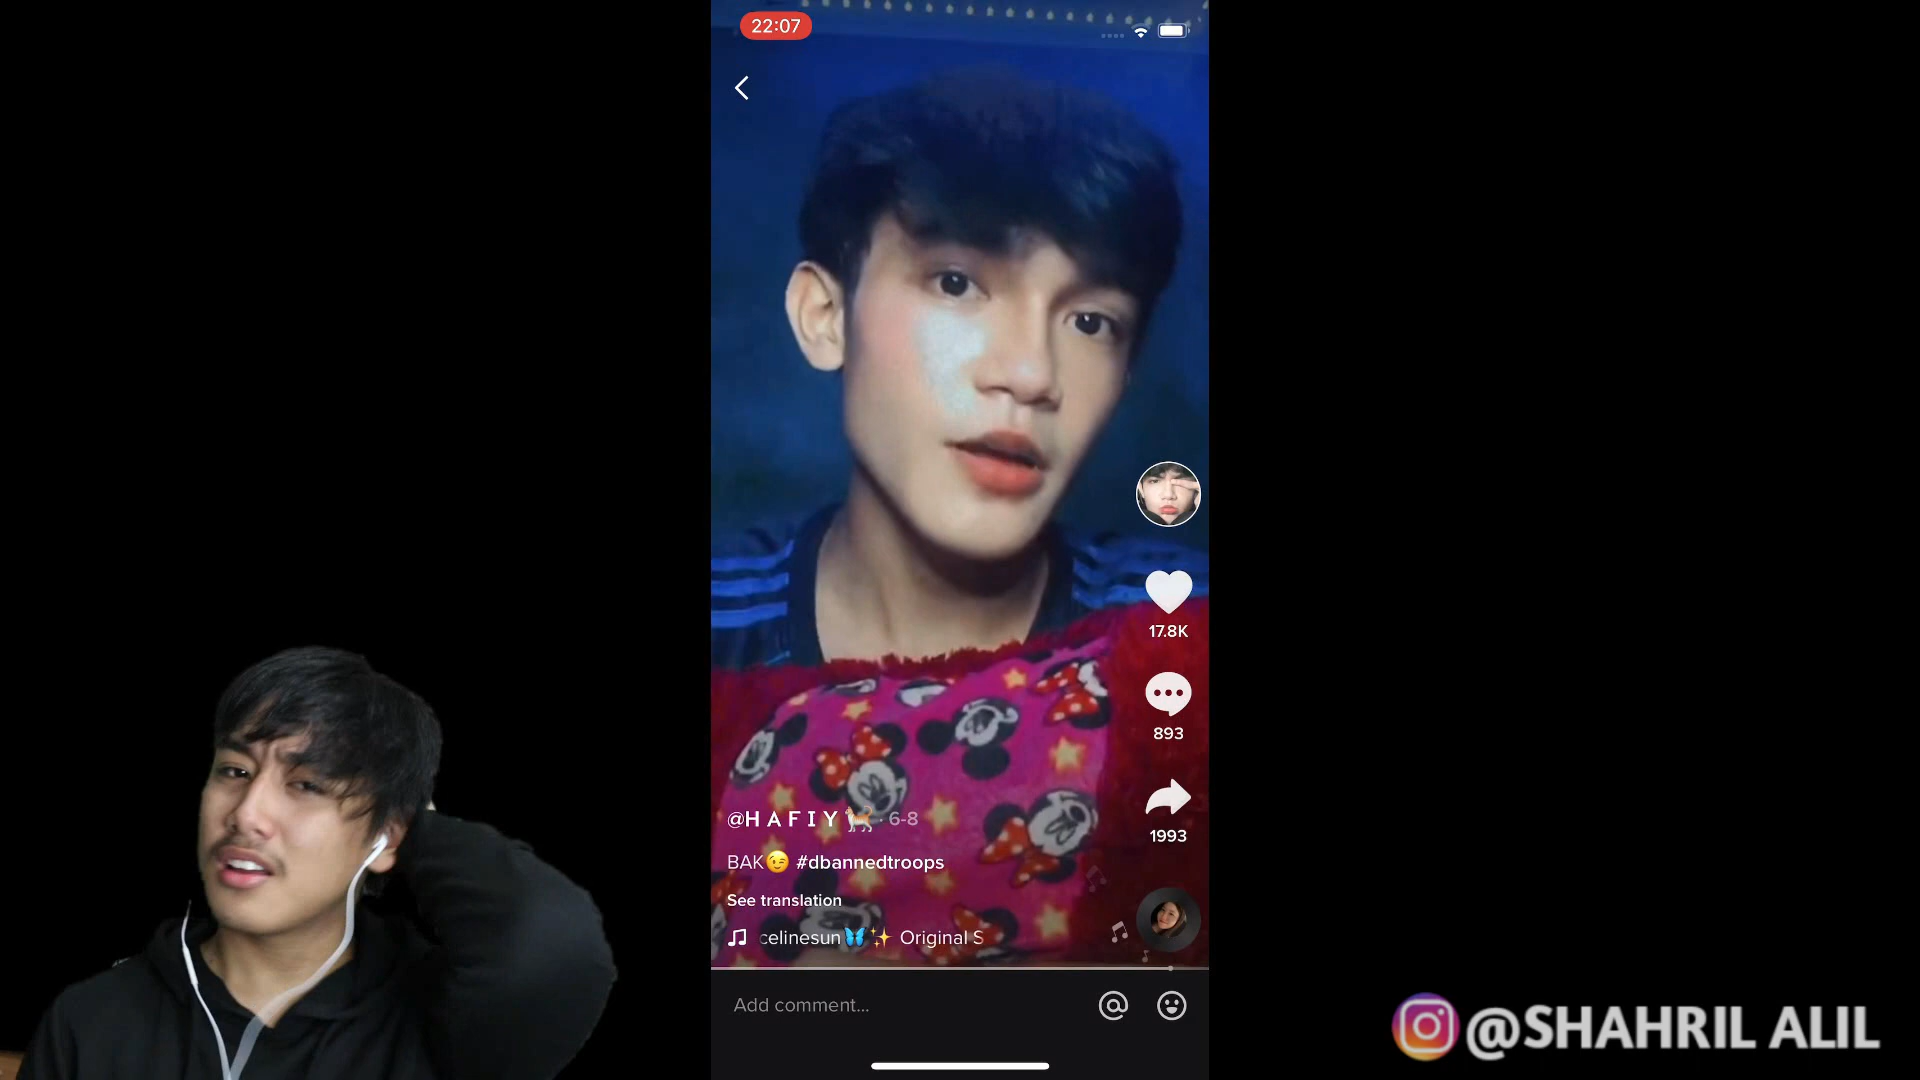 22:07
17.8K
893
1993
@H A F I Y 🐈 · 6-8
BAK😉 #dbannedtroops
See translation
celinesun🦋✨ Original S
Add comment...
@SHAHRIL ALIL